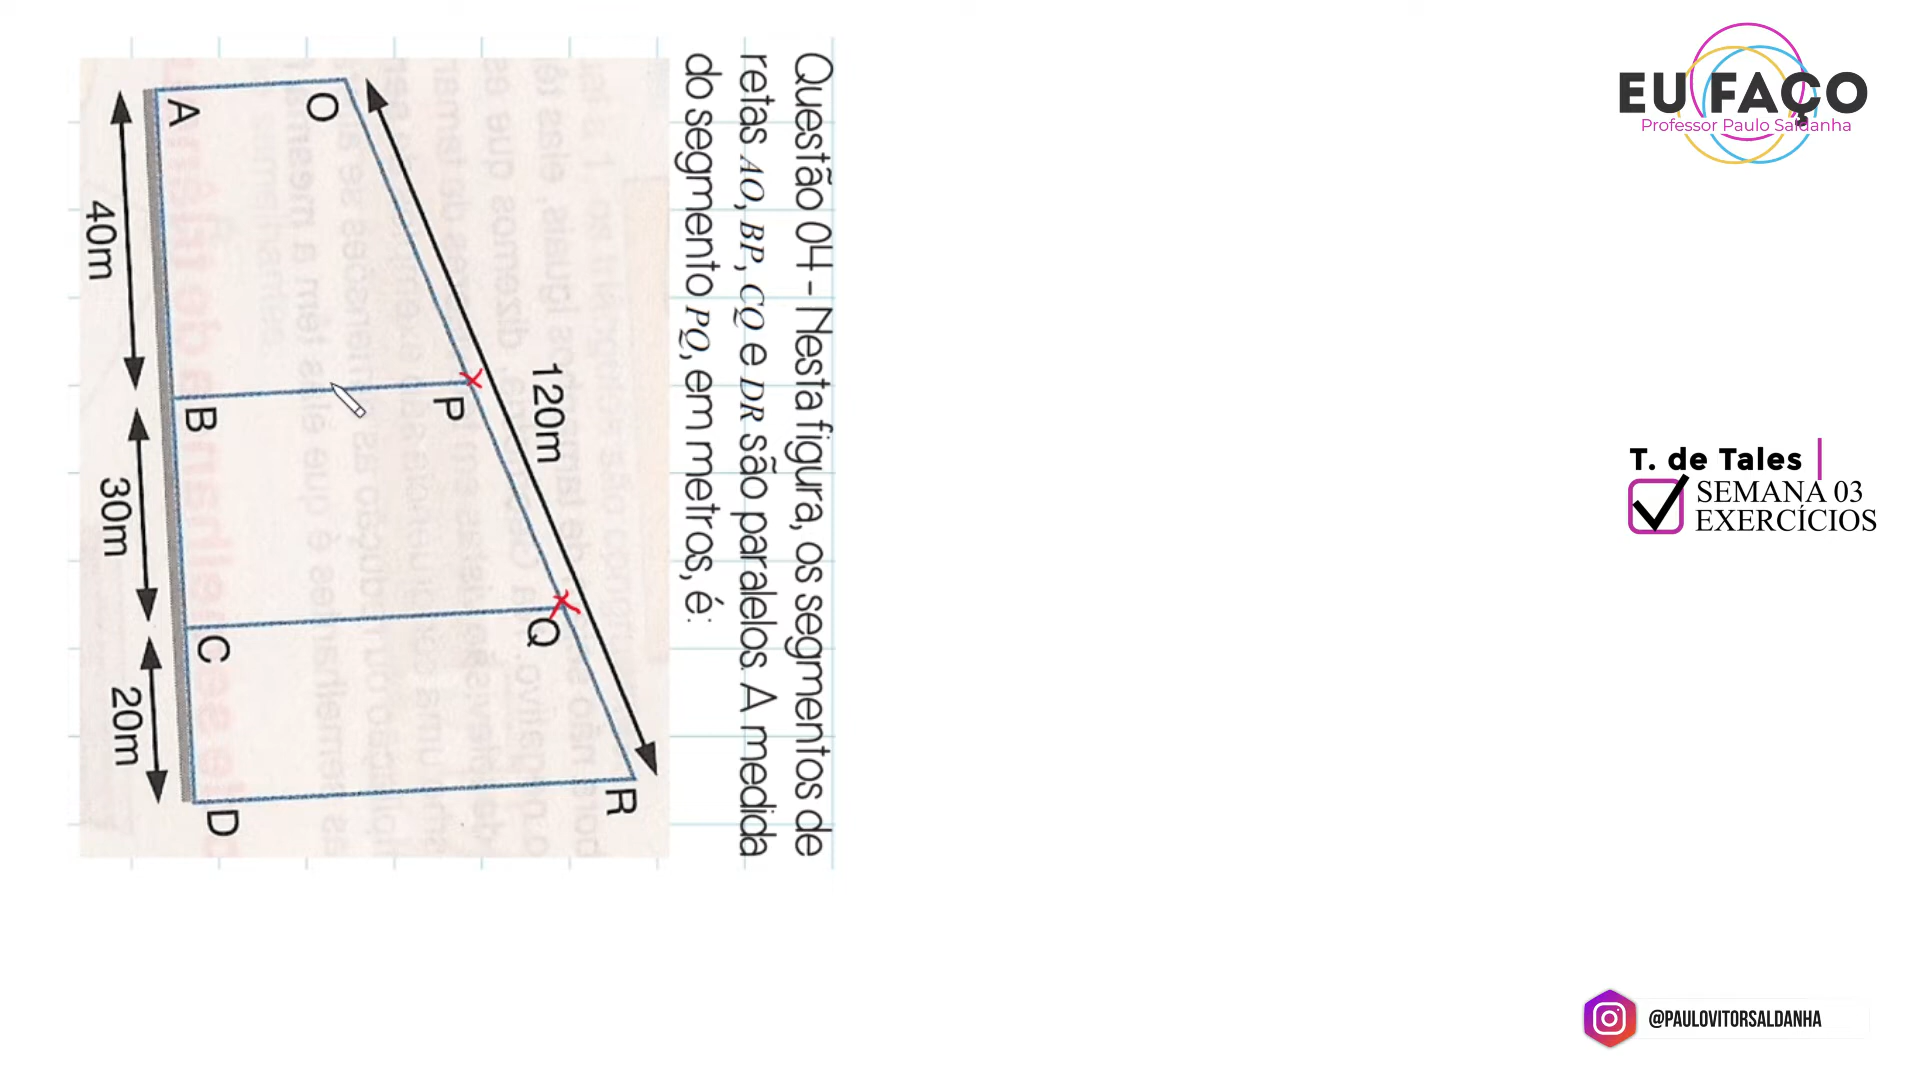 Questão 04 - Nesta figura, os segmentos de
retas AO, BP, CQ e DR são paralelos. A medida
do segmento PQ, em metros, é:
120m
O
P
Q
R
A
B
C
D
40m
30m
20m
EU FAÇO
Professor Paulo Saldanha
T. de Tales
SEMANA 03
EXERCÍCIOS
@PAULOVITORSALDANHA